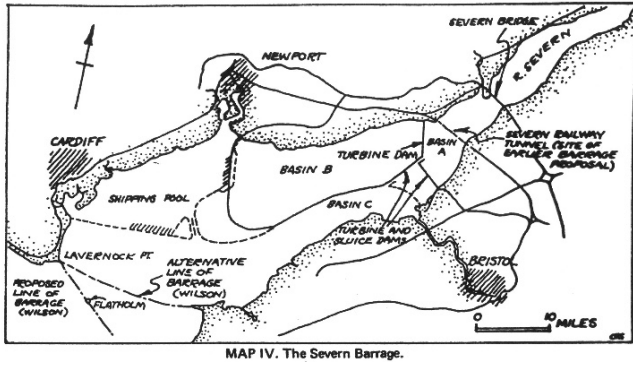 SEVERN BRIDGE
NEWPORT
R. SEVERN
CARDIFF
TURBINE DAM
BASIN
A
SEVERN RAILWAY
TUNNEL (SITE OF
EARLIER BARRAGE
PROPOSAL)
BASIN B
SHIPPING POOL
BASIN C
TURBINE AND
SLUICE DAMS
LAVERNOCK PT.
ALTERNATIVE
LINE OF
BARRAGE
(WILSON)
BRISTOL
PROPOSED
LINE OF
BARRAGE
(WILSON)
FLATHOLM
0 10
MILES
MAP IV. The Severn Barrage.